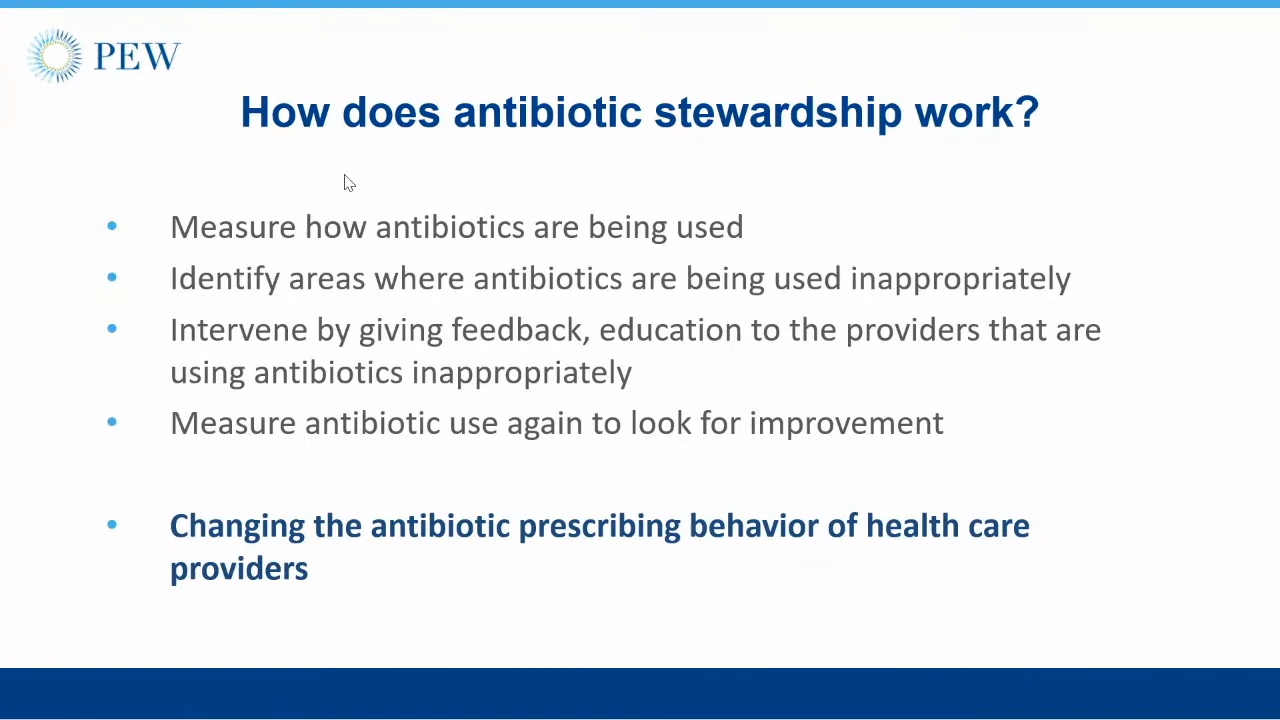 PEW
How does antibiotic stewardship work?
• Measure how antibiotics are being used
• Identify areas where antibiotics are being used inappropriately
• Intervene by giving feedback, education to the providers that are
using antibiotics inappropriately
• Measure antibiotic use again to look for improvement
• Changing the antibiotic prescribing behavior of health care
providers